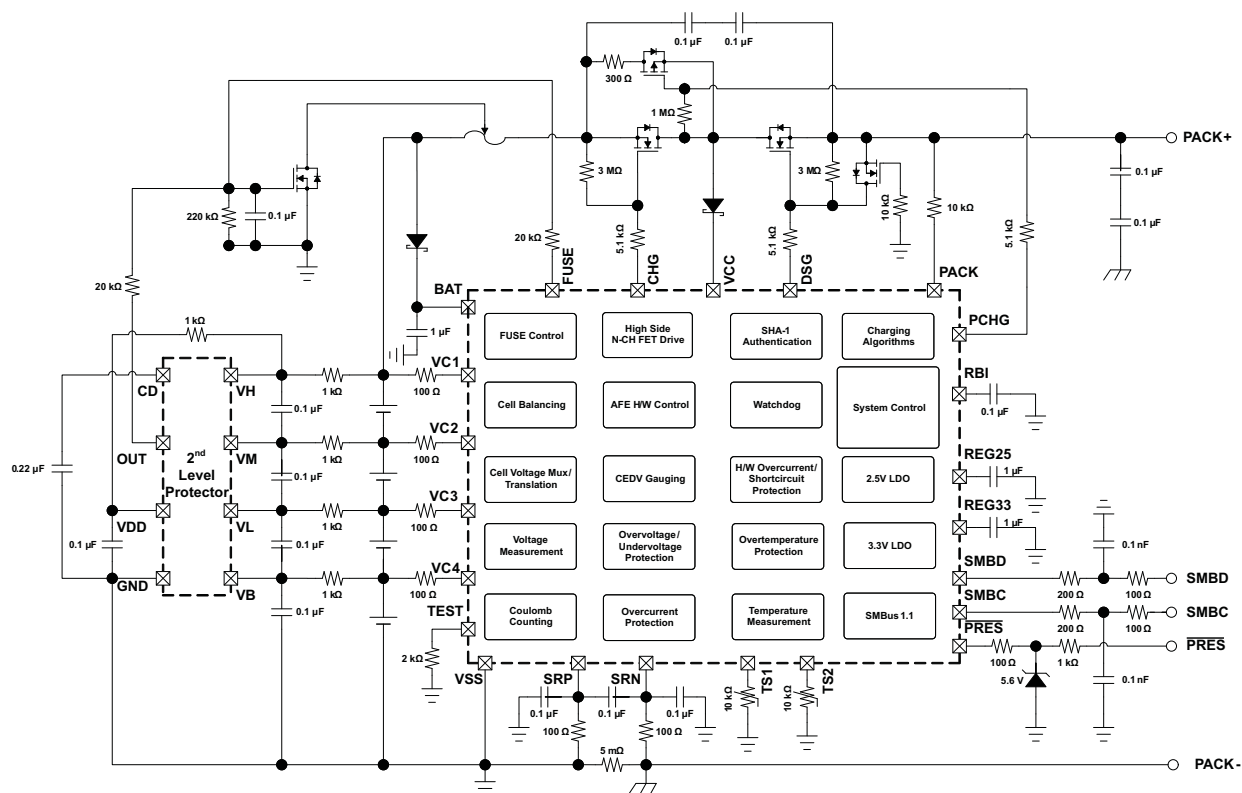 0.1 µF
0.1 µF
300 Ω
1 MΩ
PACK+
3 MΩ
3 MΩ
10 kΩ
10 kΩ
0.1 µF
0.1 µF
220 kΩ
0.1 µF
20 kΩ
5.1 kΩ
5.1 kΩ
5.1 kΩ
20 kΩ
FUSE
CHG
VCC
DSG
PACK
BAT
1 µF
PCHG
1 kΩ
FUSE Control
High Side
N-CH FET Drive
SHA-1
Authentication
Charging
Algorithms
CD
VH
1 kΩ
VC1
100 Ω
RBI
0.1 µF
0.1 µF
Cell Balancing
AFE H/W Control
Watchdog
System Control
OUT
VM
1 kΩ
VC2
100 Ω
0.22 µF
2nd
Level
Protector
0.1 µF
Cell Voltage Mux/
Translation
CEDV Gauging
H/W Overcurrent/
Shortcircuit
Protection
2.5V LDO
REG25
1 µF
VDD
VL
1 kΩ
VC3
100 Ω
REG33
1 µF
0.1 µF
0.1 µF
Voltage
Measurement
Overvoltage/
Undervoltage
Protection
Overtemperature
Protection
3.3V LDO
0.1 nF
GND
VB
1 kΩ
VC4
100 Ω
SMBD
200 Ω
100 Ω
SMBD
0.1 µF
TEST
Coulomb
Counting
Overcurrent
Protection
Temperature
Measurement
SMBus 1.1
SMBC
200 Ω
100 Ω
SMBC
2 kΩ
PRES
100 Ω
1 kΩ
PRES
5.6 V
0.1 nF
VSS
SRP
SRN
TS1
TS2
0.1 µF
0.1 µF
0.1 µF
10 kΩ
10 kΩ
100 Ω
100 Ω
5 mΩ
PACK-